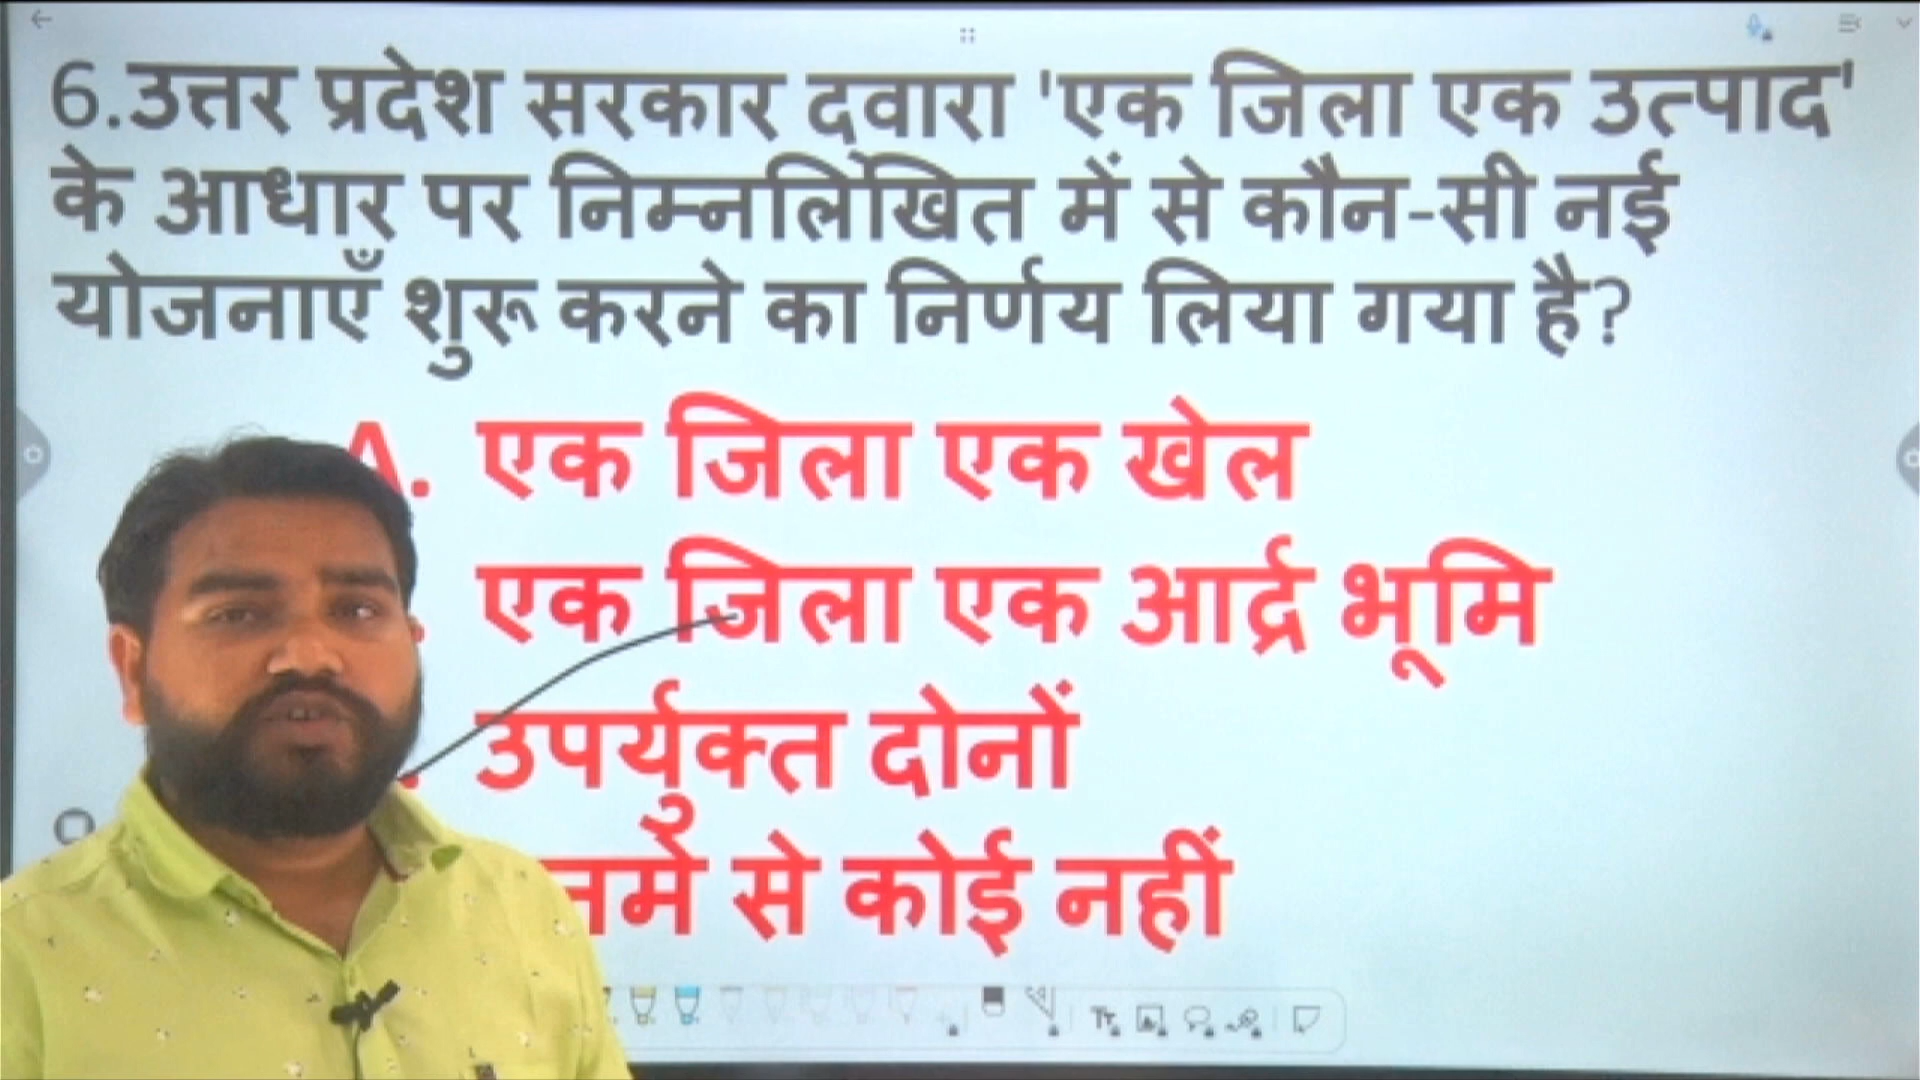 6.उत्तर प्रदेश सरकार द्वारा 'एक जिला एक उत्पाद'
के आधार पर निम्नलिखित में से कौन-सी नई
योजनाएँ शुरू करने का निर्णय लिया गया है?
A. एक जिला एक खेल
एक जिला एक आर्द्र भूमि
उपर्युक्त दोनों
से कोई नहीं